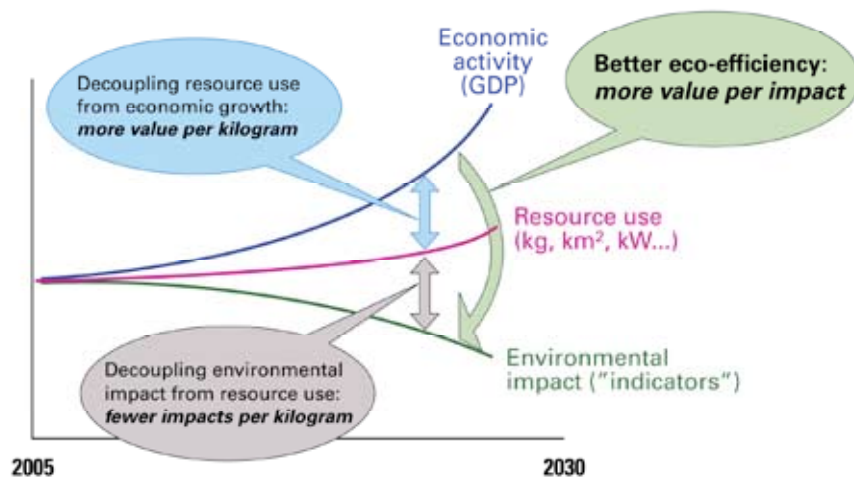 Economic
activity
(GDP)
Decoupling resource use
from economic growth:
more value per kilogram
Better eco-efficiency:
more value per impact
Resource use
(kg, km², kW...)
Decoupling environmental
impact from resource use:
fewer impacts per kilogram
Environmental
impact ("indicators")
2005
2030